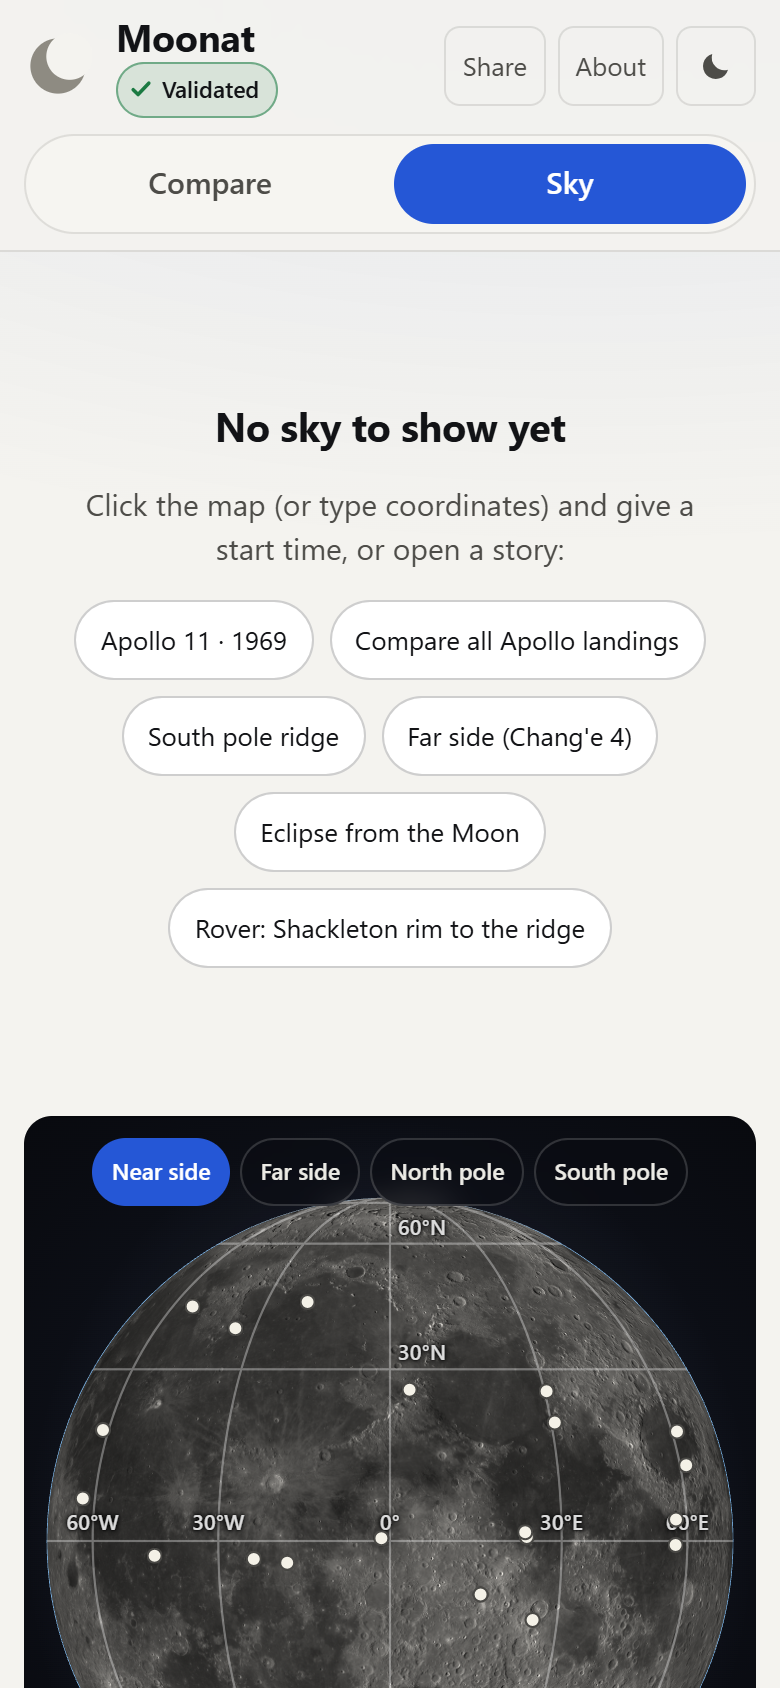 Moonat
Validated
Share
About
Compare
Sky
No sky to show yet
Click the map (or type coordinates) and give a
start time, or open a story:
Apollo 11 · 1969
Compare all Apollo landings
South pole ridge
Far side (Chang'e 4)
Eclipse from the Moon
Rover: Shackleton rim to the ridge
Near side
Far side
North pole
South pole
60°N
30°N
60°W
30°W
0°
30°E
60°E